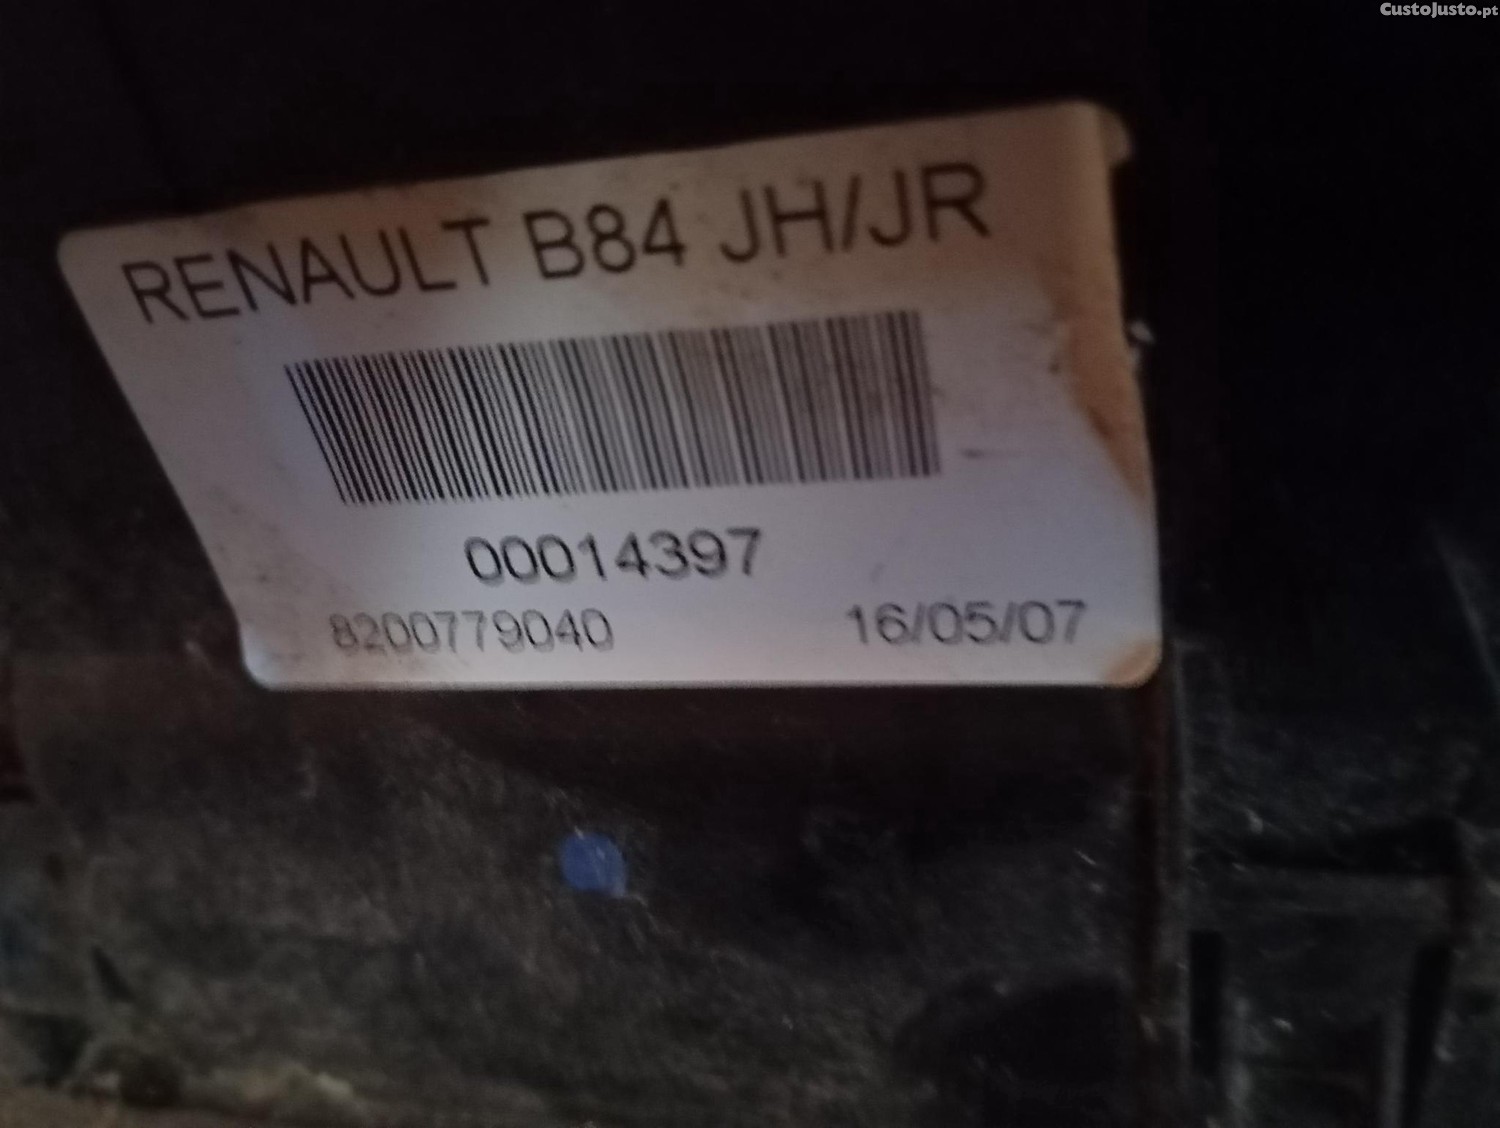 CustoJusto.pt
RENAULT B84 JH/JR
00014397
8200779040 16/05/07